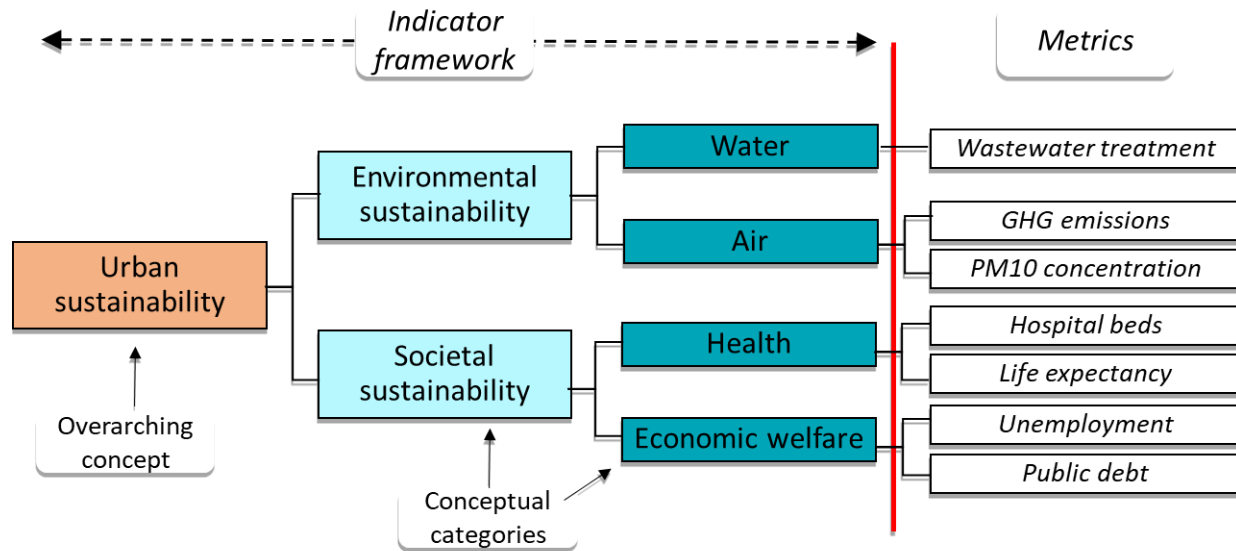 Indicator
framework
Metrics
Water
Wastewater treatment
Environmental
sustainability
GHG emissions
Air
PM10 concentration
Urban
sustainability
Hospital beds
Health
Societal
sustainability
Life expectancy
Overarching
concept
Economic welfare
Unemployment
Public debt
Conceptual
categories